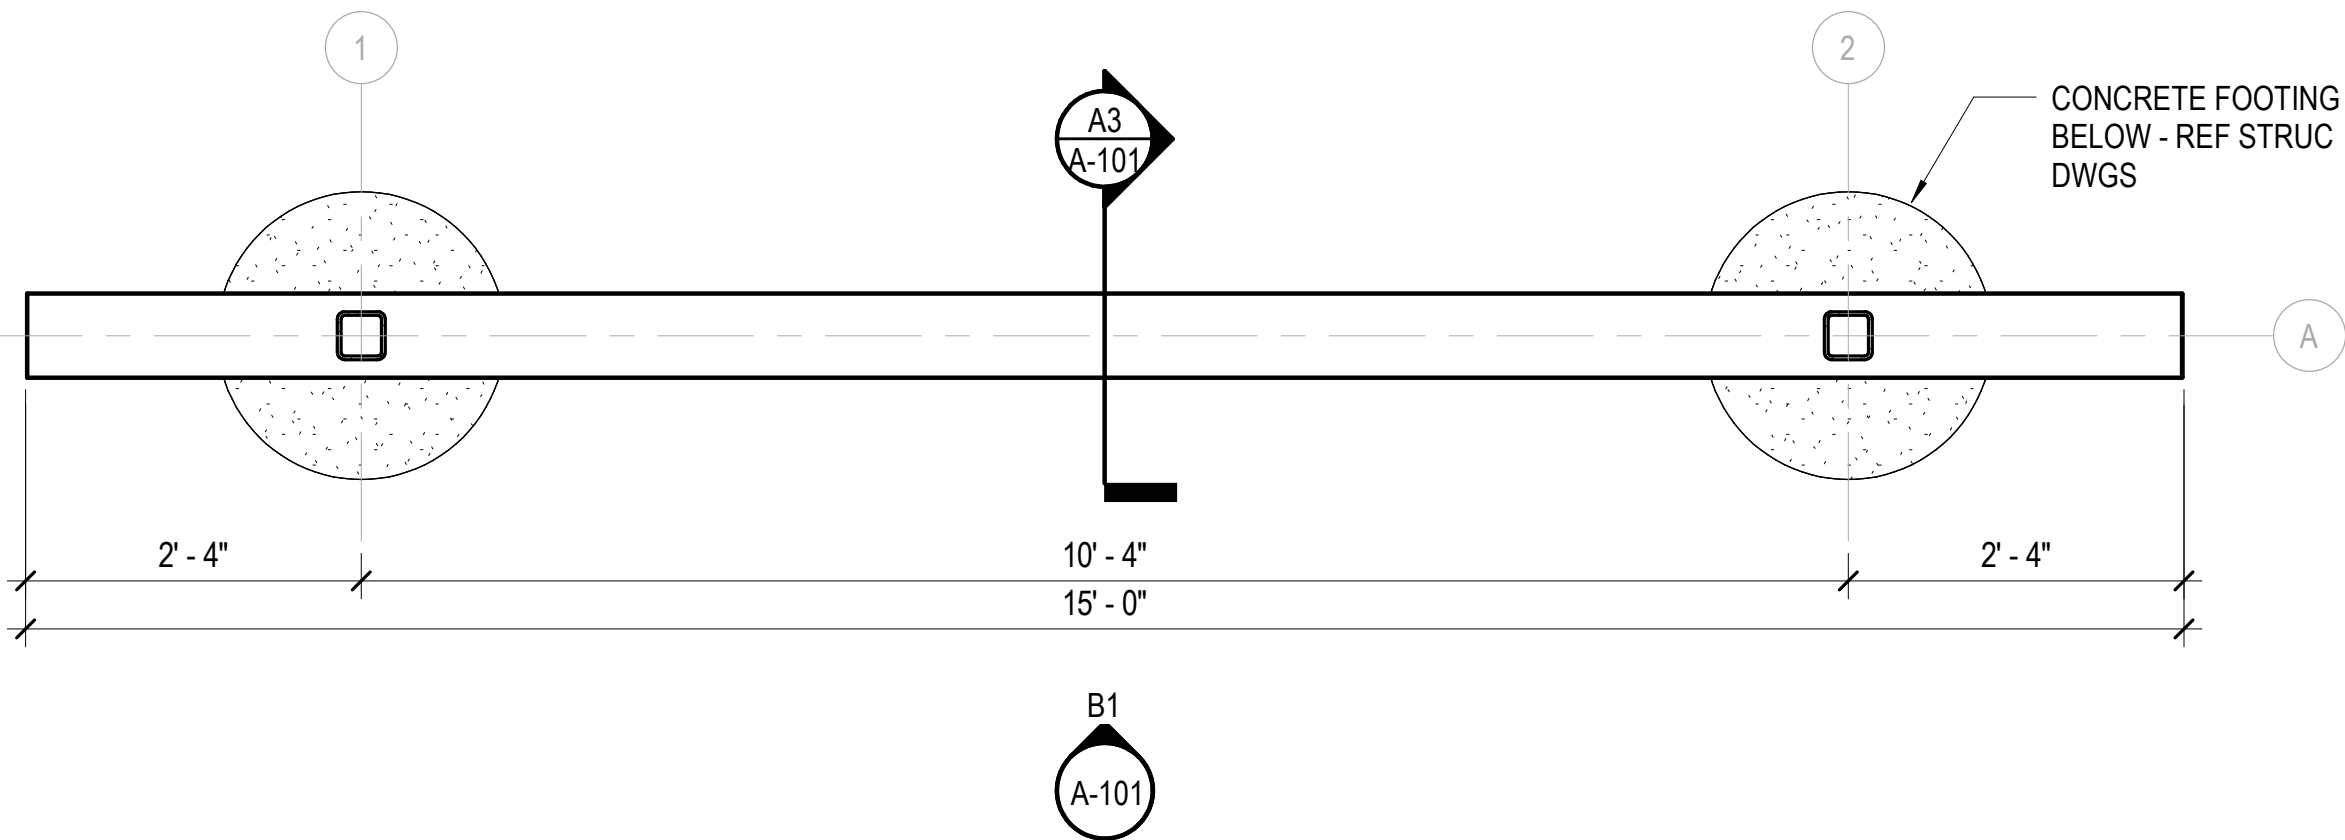 1
2
CONCRETE FOOTING
BELOW - REF STRUC
DWGS
A3
A-101
A
2' - 4"
10' - 4"
2' - 4"
15' - 0"
B1
A-101